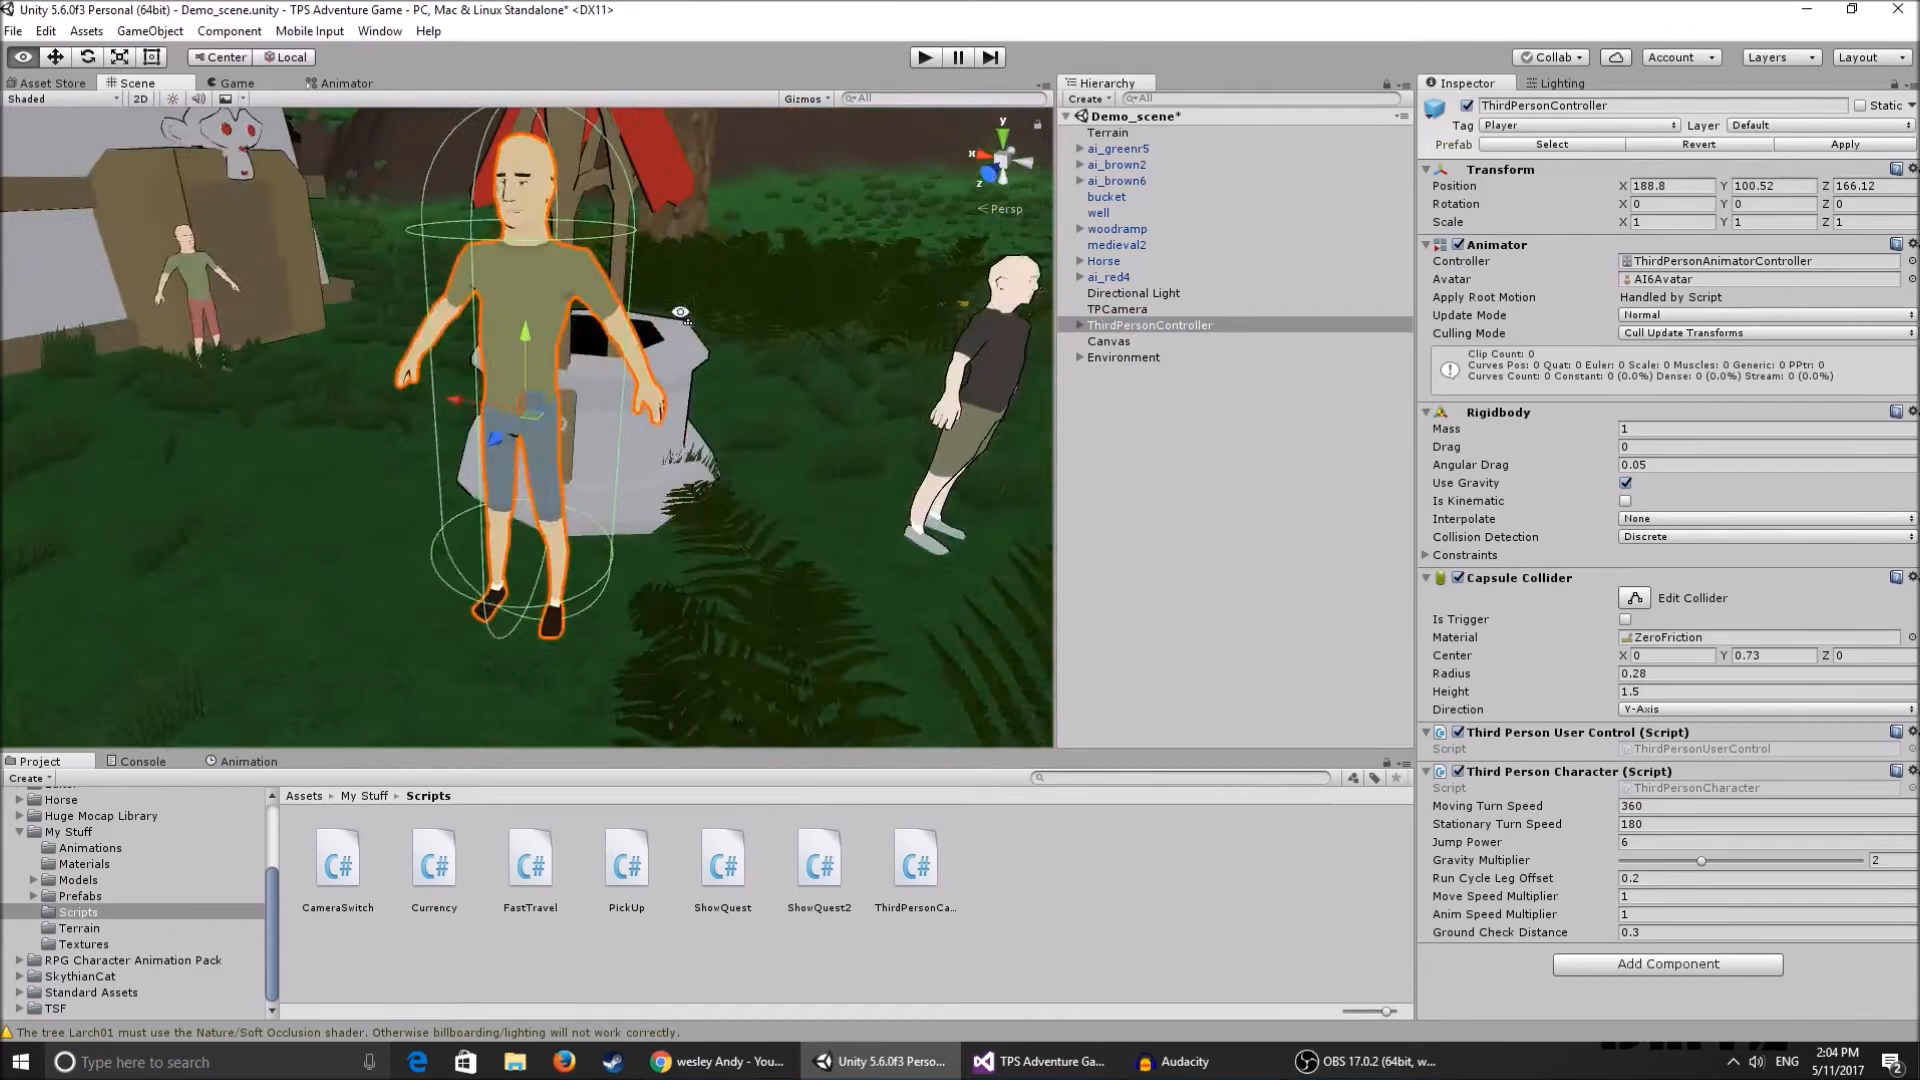 Unity 5.6.0f3 Personal (64bit) - Demo_scene.unity - TPS Adventure Game - PC, Mac & Linux Standalone* <DX11>
File Edit Assets GameObject Component Mobile Input Window Help
Center Local Collab Account Layers Layout
Asset Store Scene Game Animator
Shaded 2D Gizmos All
y
x
z
Persp
Hierarchy
Create All
Demo_scene*
Terrain
ai_greenr5
ai_brown2
ai_brown6
bucket
well
woodramp
medieval2
Horse
ai_red4
Directional Light
TPCamera
ThirdPersonController
Canvas
Environment
Inspector Lighting
ThirdPersonController Static
Tag Player Layer Default
Prefab Select Revert Apply
Transform
Position X 188.8 Y 100.52 Z 166.12
Rotation X 0 Y 0 Z 0
Scale X 1 Y 1 Z 1
Animator
Controller ThirdPersonAnimatorController
Avatar AI6Avatar
Apply Root Motion Handled by Script
Update Mode Normal
Culling Mode Cull Update Transforms
Clip Count: 0
Curves Pos: 0 Quat: 0 Euler: 0 Scale: 0 Muscles: 0 Generic: 0 PPtr: 0
Curves Count: 0 Constant: 0 (0.0%) Dense: 0 (0.0%) Stream: 0 (0.0%)
Rigidbody
Mass 1
Drag 0
Angular Drag 0.05
Use Gravity
Is Kinematic
Interpolate None
Collision Detection Discrete
Constraints
Capsule Collider
Edit Collider
Is Trigger
Material ZeroFriction
Center X 0 Y 0.73 Z 0
Radius 0.28
Height 1.5
Direction Y-Axis
Third Person User Control (Script)
Script ThirdPersonUserControl
Third Person Character (Script)
Script ThirdPersonCharacter
Moving Turn Speed 360
Stationary Turn Speed 180
Jump Power 6
Gravity Multiplier 2
Run Cycle Leg Offset 0.2
Move Speed Multiplier 1
Anim Speed Multiplier 1
Ground Check Distance 0.3
Add Component
Project Console Animation
Create
Horse
Huge Mocap Library
My Stuff
Animations
Materials
Models
Prefabs
Scripts
Terrain
Textures
RPG Character Animation Pack
SkythianCat
Standard Assets
TSF
Assets My Stuff Scripts
C# C# C# C# C# C# C#
CameraSwitch Currency FastTravel PickUp ShowQuest ShowQuest2 ThirdPersonCa...
The tree Larch01 must use the Nature/Soft Occlusion shader. Otherwise billboarding/lighting will not work correctly.
Type here to search
wesley Andy - You... Unity 5.6.0f3 Perso... TPS Adventure Ga... Audacity OBS 17.0.2 (64bit, w...
ENG 2:04 PM
5/11/2017 2